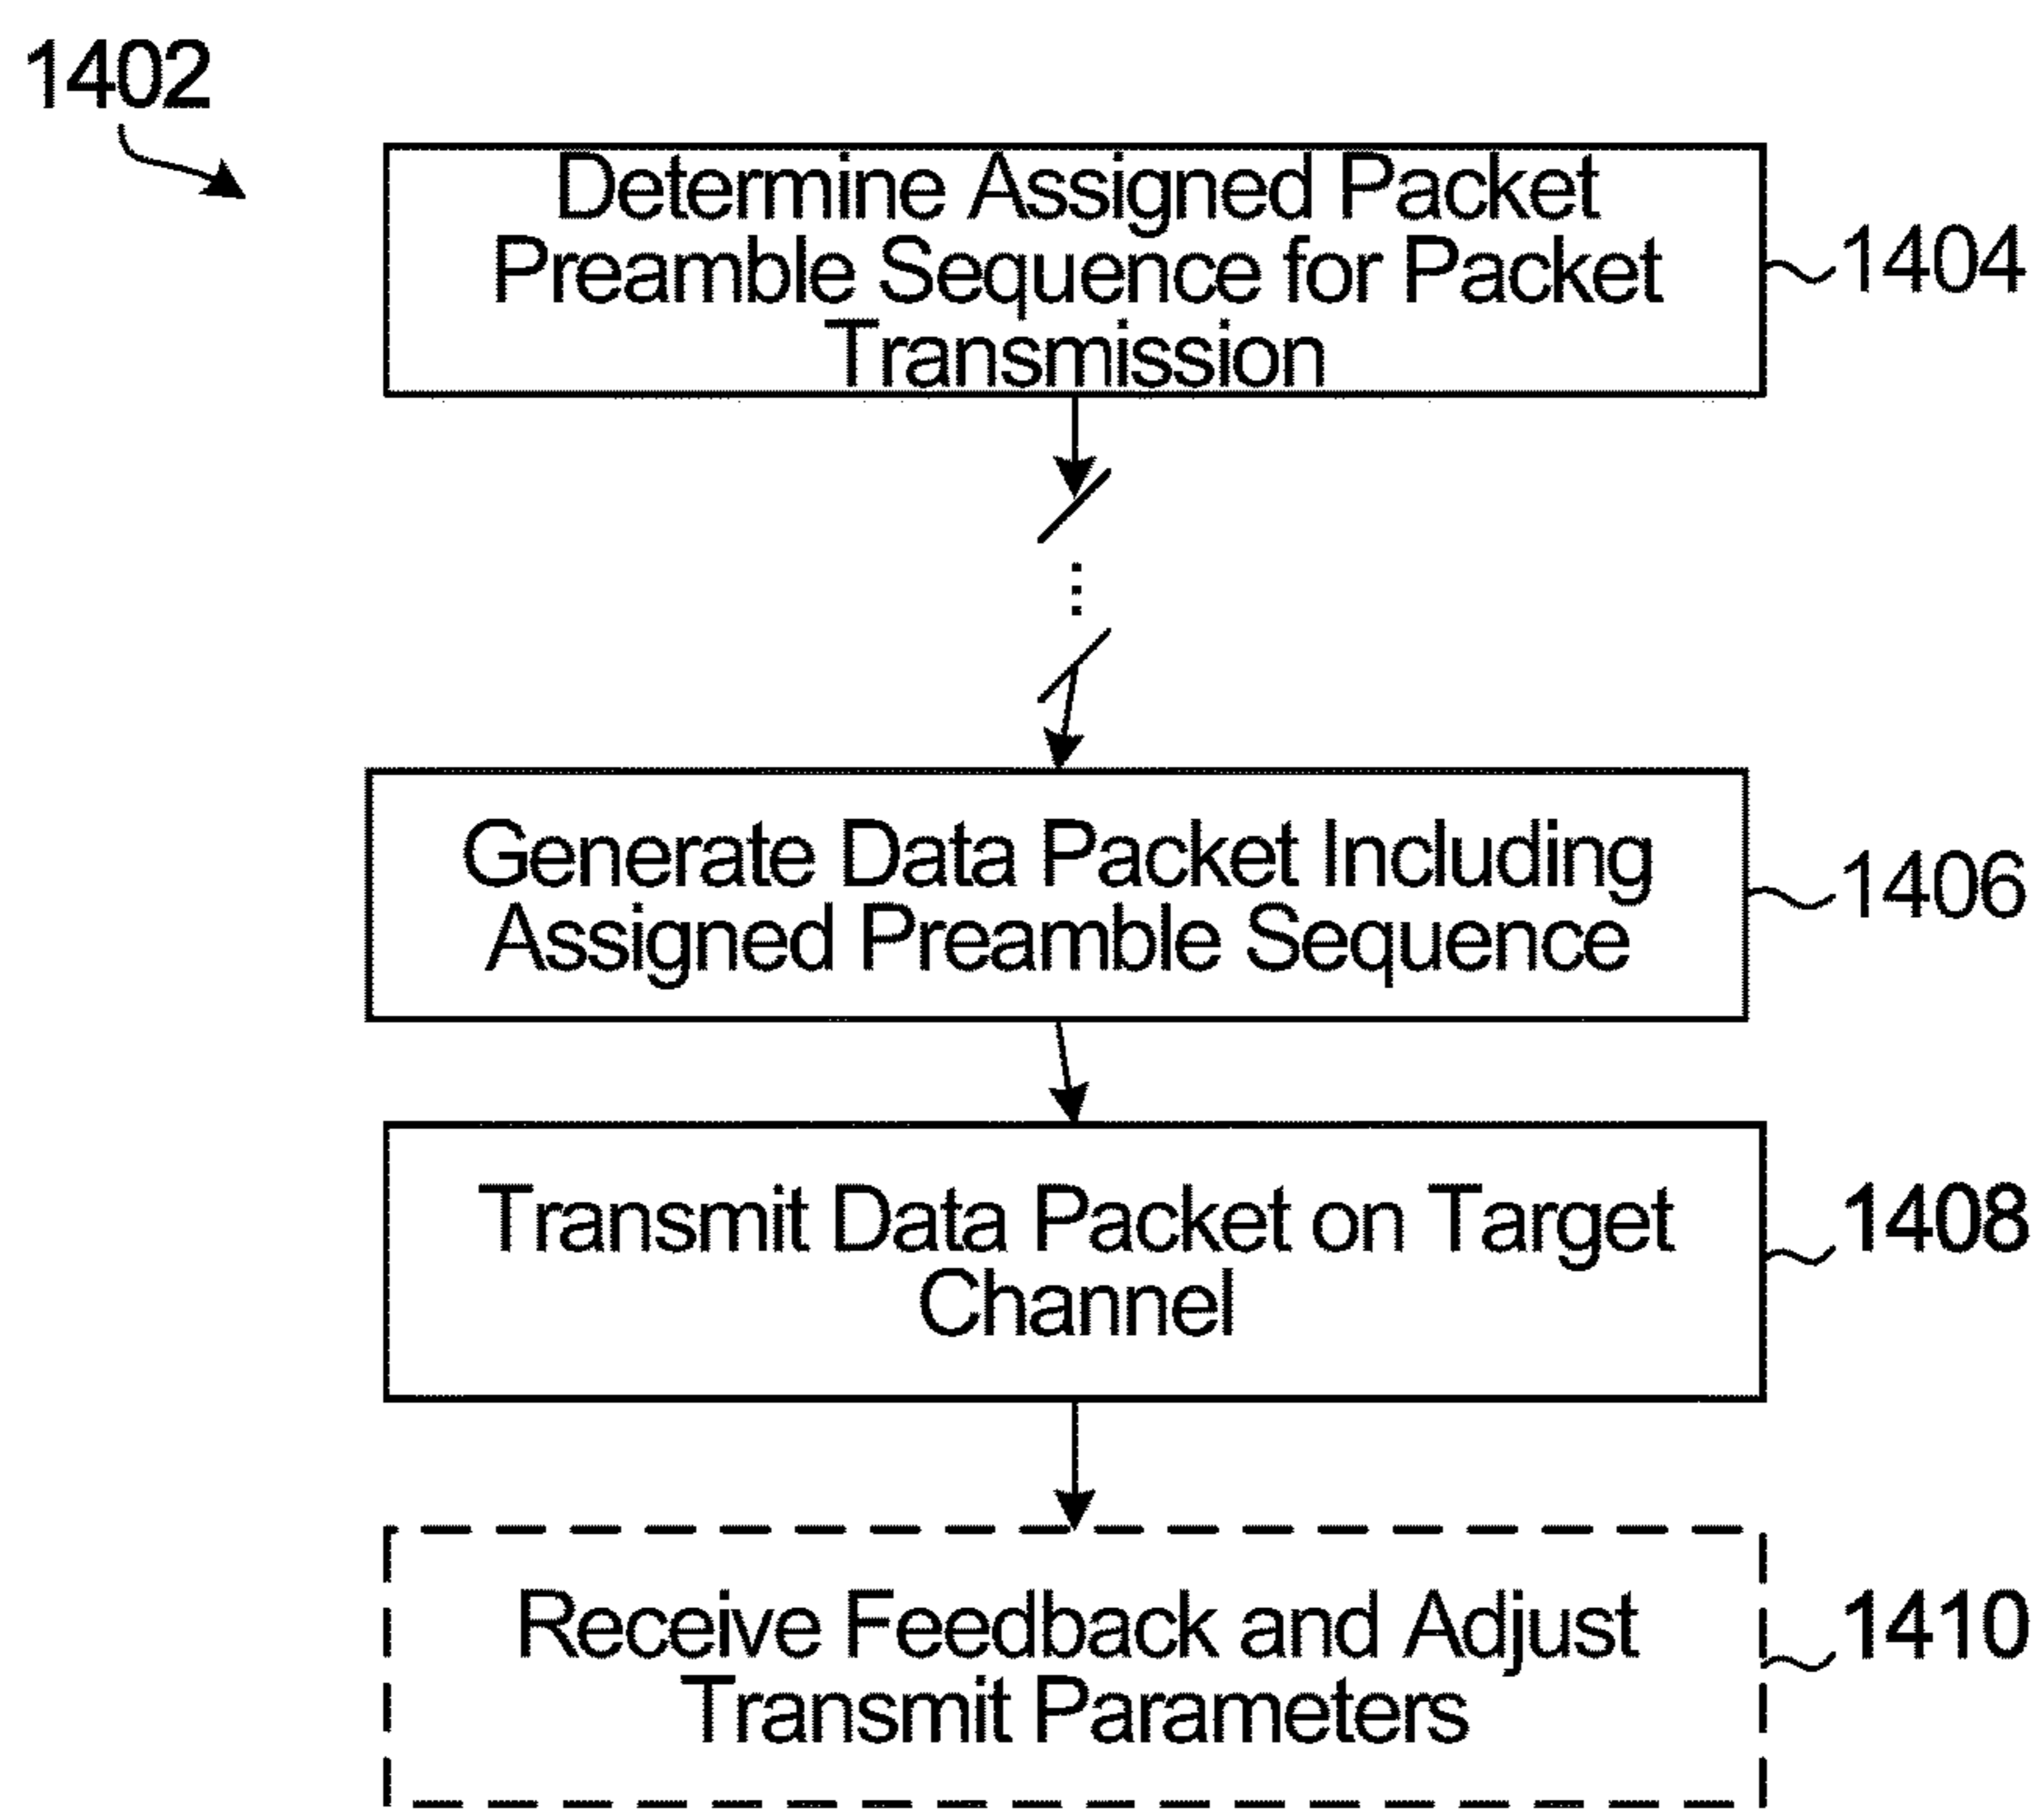 1402
Determine Assigned Packet
Preamble Sequence for Packet
Transmission
1404
Generate Data Packet Including
Assigned Preamble Sequence
1406
Transmit Data Packet on Target
Channel
1408
Receive Feedback and Adjust
Transmit Parameters
1410